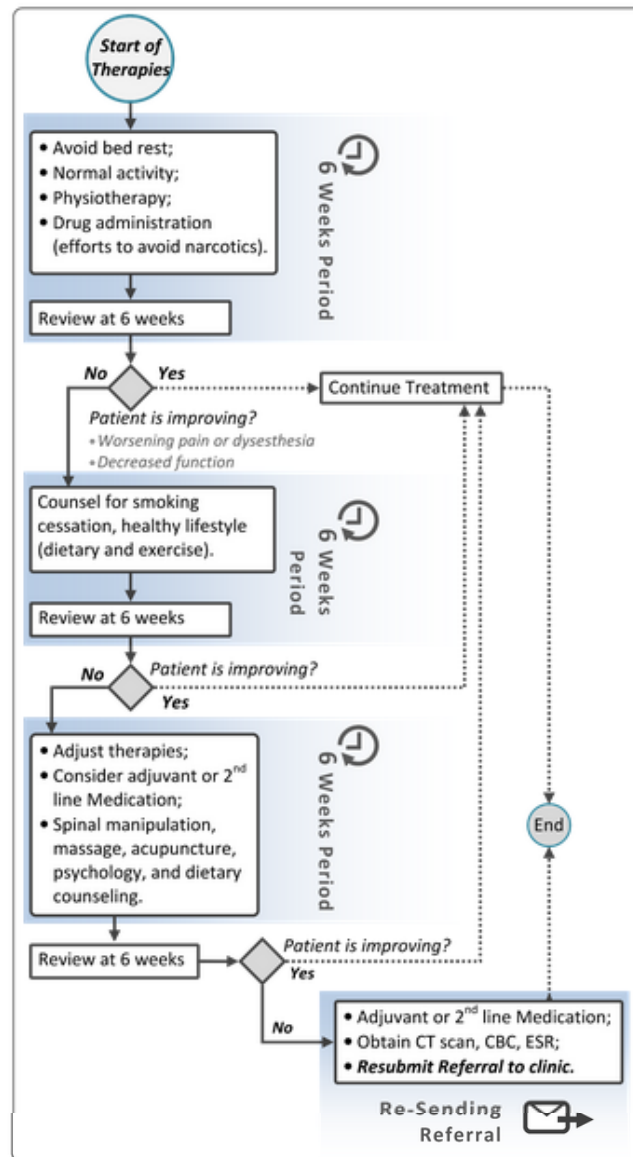 Start of
Therapies
• Avoid bed rest;
• Normal activity;
• Physiotherapy;
• Drug administration
(efforts to avoid narcotics).
6 Weeks Period
Review at 6 weeks
No
Yes
Continue Treatment
Patient is improving?
• Worsening pain or dysesthesia
• Decreased function
Counsel for smoking
cessation, healthy lifestyle
(dietary and exercise).
6 Weeks
Period
Review at 6 weeks
No
Patient is improving?
Yes
• Adjust therapies;
• Consider adjuvant or 2nd
line Medication;
• Spinal manipulation,
massage, acupuncture,
psychology, and dietary
counseling.
6 Weeks Period
End
Review at 6 weeks
Patient is improving?
Yes
No
• Adjuvant or 2nd line Medication;
• Obtain CT scan, CBC, ESR;
• Resubmit Referral to clinic.
Re-Sending
Referral